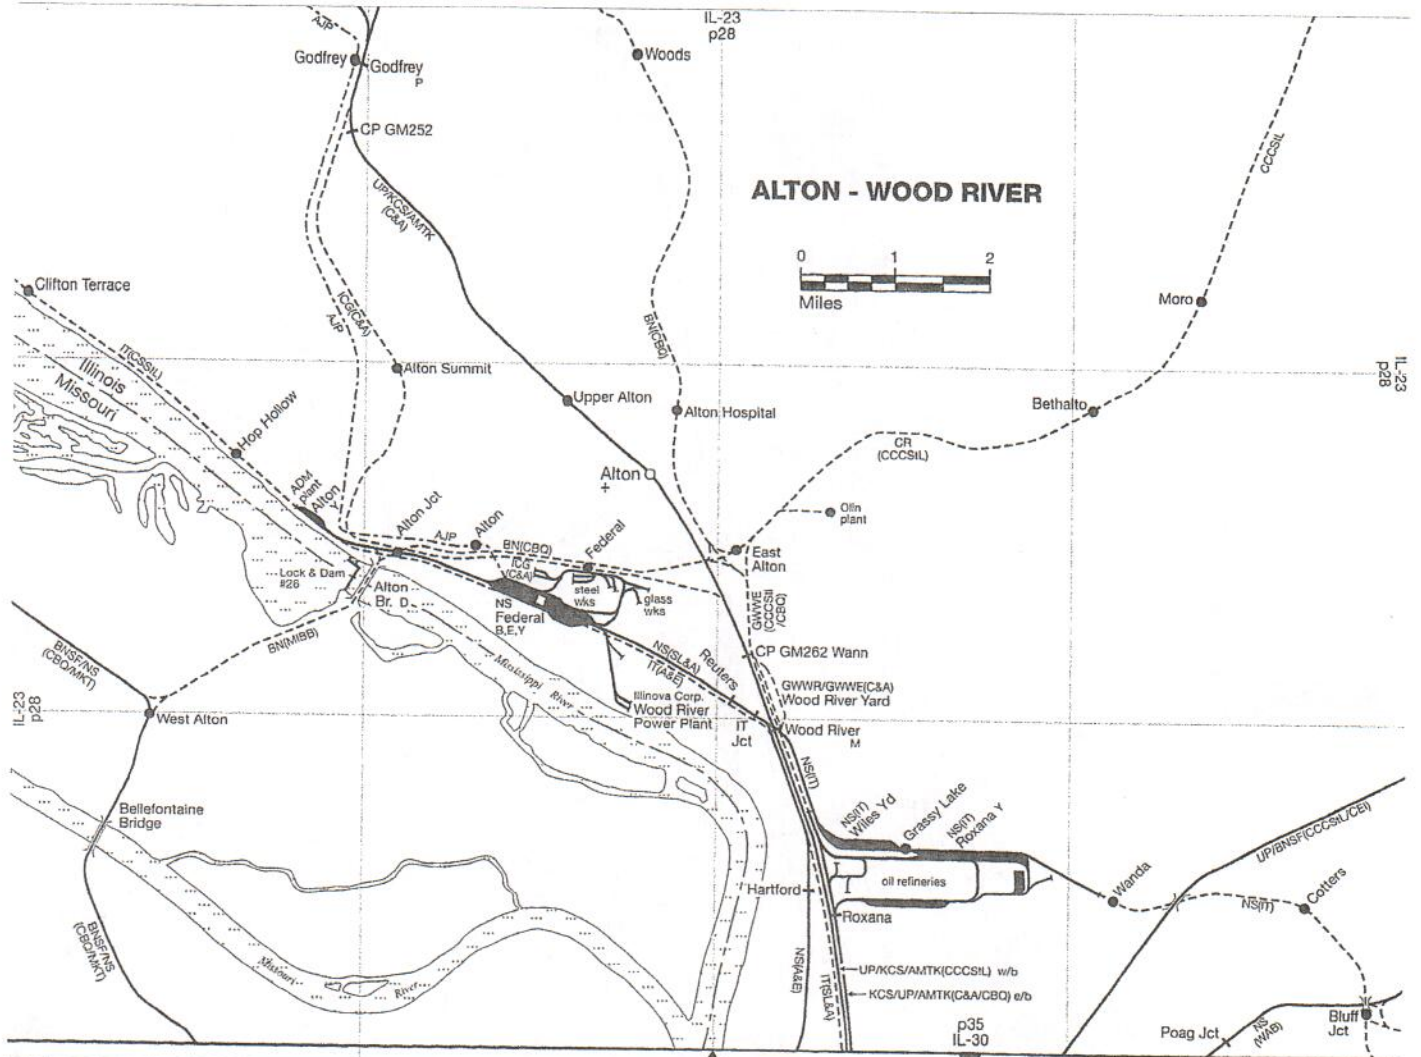 IL-23
p28
AJP
Godfrey
Godfrey
P
Woods
CP GM252
CCCStL
UP/KCS/AMTK
(C&A)
ALTON - WOOD RIVER
0 1 2
Miles
Clifton Terrace
Moro
IT(CSStL)
ICG(C&A)
AJP
BN(CBQ)
Illinois
Missouri
Alton Summit
IL-23
p28
Upper Alton
Alton Hospital
Bethalto
Hop Hollow
CR
(CCCStL)
Alton
ADM
plant
Alton
Y
Alton Jct
AJP
Alton
BN(CBQ)
Federal
Olin
plant
East
Alton
Lock & Dam
#26
Alton
Br. D
ICG
(C&A)
steel
wks
glass
wks
NS
Federal
B,E,Y
GWWE
(CCCStl
/CBQ)
BN(MIBB)
BNSF/NS
(CBQ/MKT)
Mississippi River
NS(SL&A)
IT(A&E)
Reuters
CP GM262 Wann
GWWR/GWWE(C&A)
Wood River Yard
Illinova Corp.
Wood River
Power Plant
IL-23
p28
West Alton
IT
Jct
Wood River
M
NS(IT)
Bellefontaine
Bridge
NS(IT)
Wiles Yd
Grassy Lake
NS(IT)
Roxana Y
UP/BNSF(CCCStL/CEI)
oil refineries
Wanda
Hartford
NS(IT)
Cotters
Roxana
BNSF/NS
(CBQ/MKT)
Missouri River
NS(A&E)
IT(SL&A)
UP/KCS/AMTK(CCCStL) w/b
KCS/UP/AMTK(C&A/CBQ) e/b
p35
IL-30
Poag Jct
NS
(WAB)
Bluff
Jct